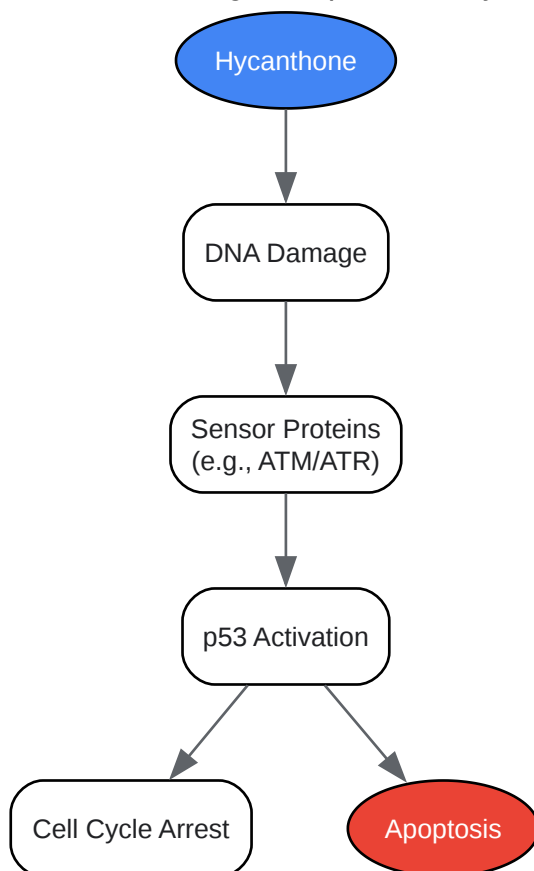 Hycanthone
DNA Damage
Sensor Proteins
(e.g., ATM/ATR)
p53 Activation
Cell Cycle Arrest
Apoptosis